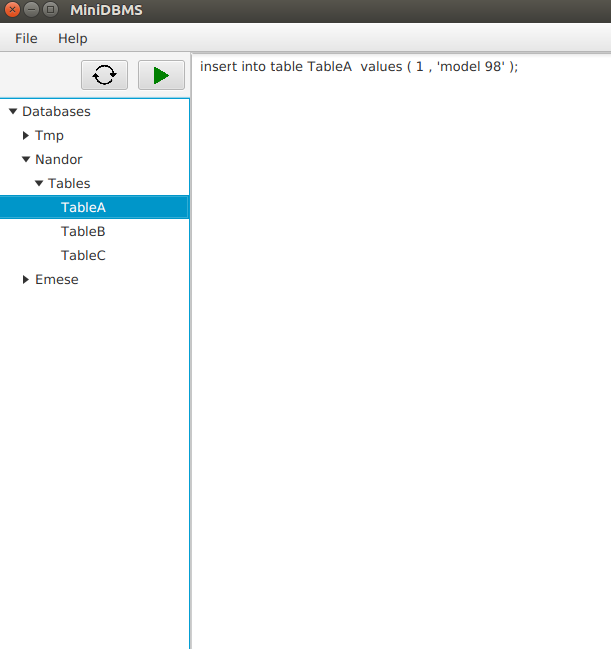 MiniDBMS
File Help
insert into table TableA  values ( 1 , 'model 98' );
Databases
Tmp
Nandor
Tables
TableA
TableB
TableC
Emese